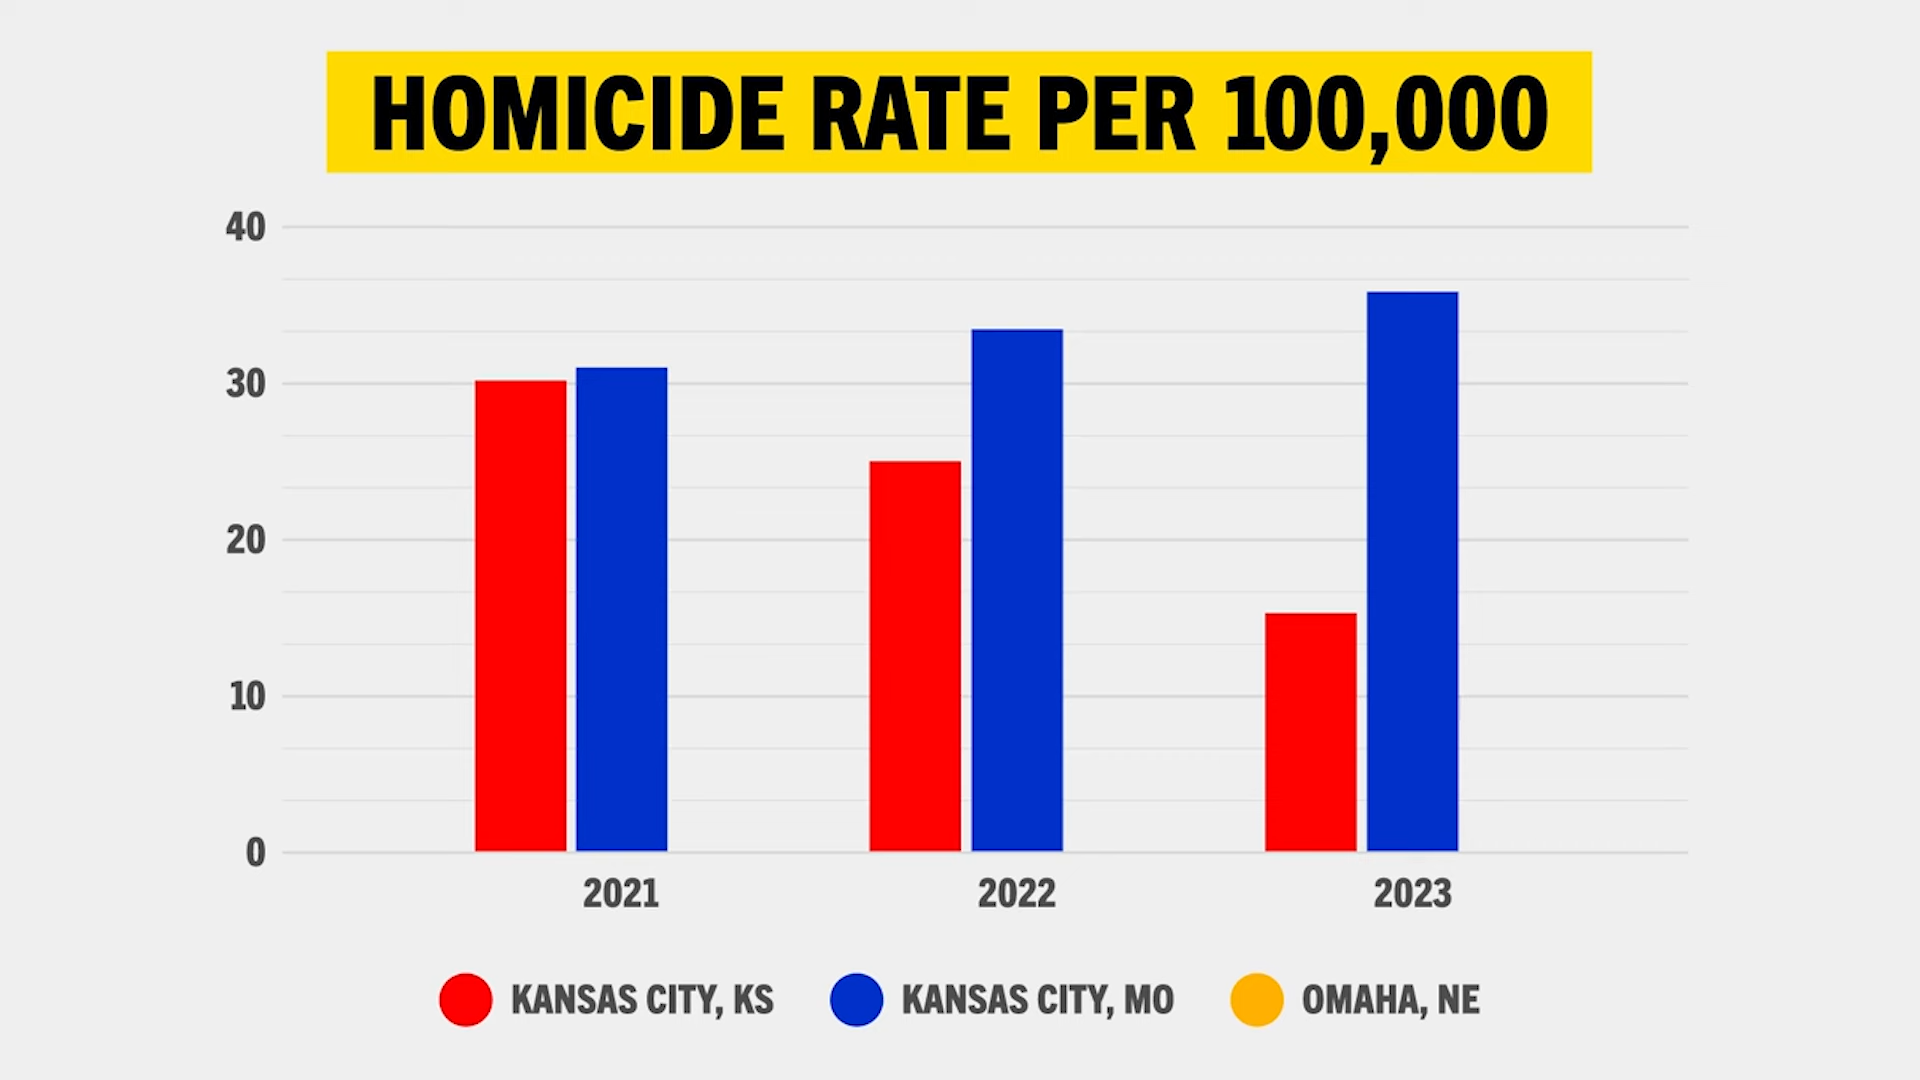 HOMICIDE RATE PER 100,000
40
30
20
10
0
2021 2022 2023
KANSAS CITY, KS KANSAS CITY, MO OMAHA, NE